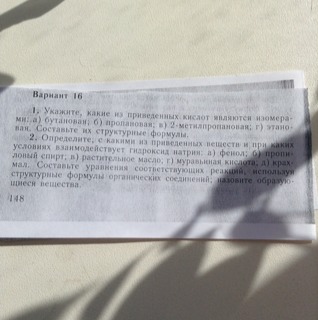 Вариант 16
1. Укажите, какие из приведенных кислот являются изомера-
ми: а) бутановая; б) пропановая; в) 2-метилпропановая; г) этано-
вая. Составьте их структурные формулы.
2. Определите, с какими из приведенных веществ и при каких
условиях взаимодействует гидроксид натрия: а) фенол; б) пропи-
ловый спирт; в) растительное масло; г) муравьиная кислота; д) крах-
мал. Составьте уравнения соответствующих реакций, используя
структурные формулы органических соединений; назовите образую-
щиеся вещества.
148